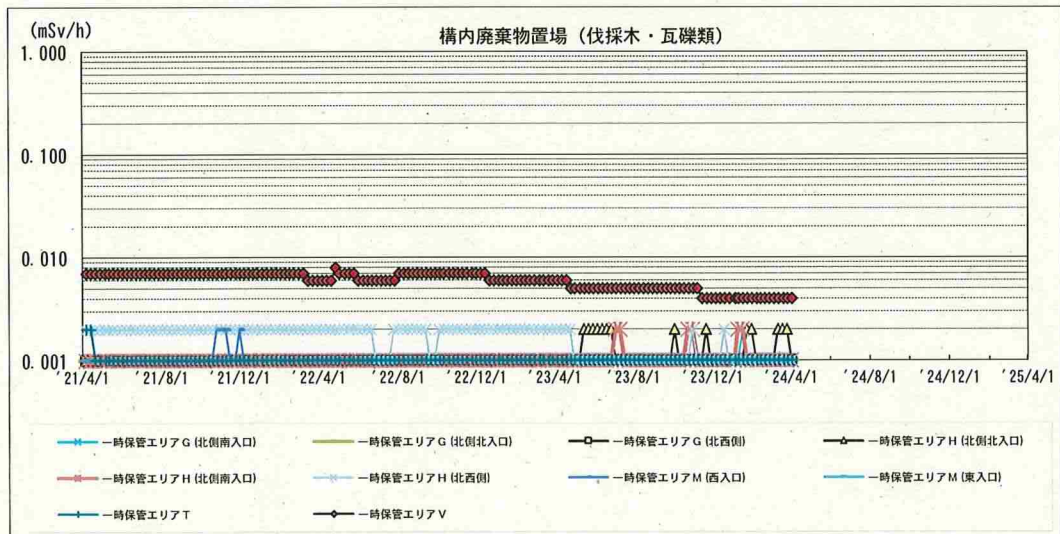 (mSv/h)
構内廃棄物置場（伐採木・瓦礫類）
1.000
0.100
0.010
0.001
'21/4/1 '21/8/1 '21/12/1 '22/4/1 '22/8/1 '22/12/1 '23/4/1 '23/8/1 '23/12/1 '24/4/1 '24/8/1 '24/12/1 '25/4/1
一時保管エリアG（北側南入口） 一時保管エリアG（北側北入口） 一時保管エリアG（北西側） 一時保管エリアH（北側北入口）
一時保管エリアH（北側南入口） 一時保管エリアH（北西側） 一時保管エリアM（西入口） 一時保管エリアM（東入口）
一時保管エリアT 一時保管エリアV